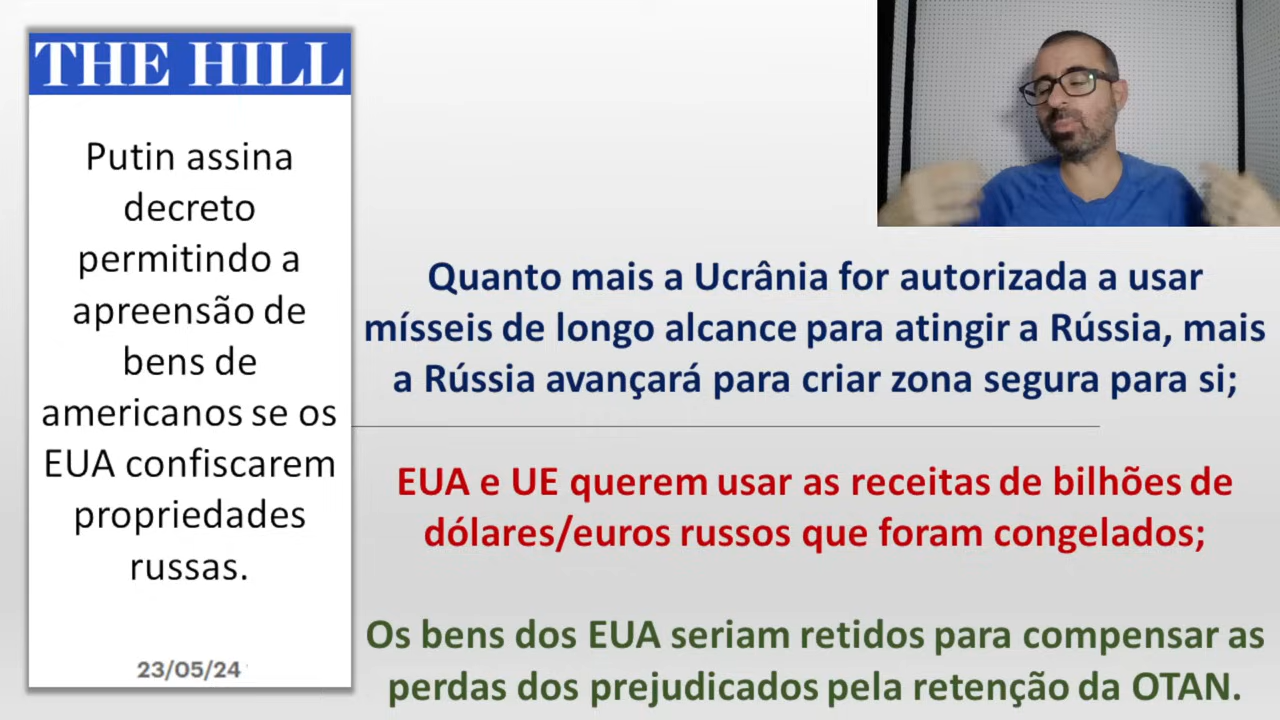 THE HILL
Putin assina
decreto
permitindo a
apreensão de
bens de
americanos se os
EUA confiscarem
propriedades
russas.
23/05/24
Quanto mais a Ucrânia for autorizada a usar
mísseis de longo alcance para atingir a Rússia, mais
a Rússia avançará para criar zona segura para si;
EUA e UE querem usar as receitas de bilhões de
dólares/euros russos que foram congelados;
Os bens dos EUA seriam retidos para compensar as
perdas dos prejudicados pela retenção da OTAN.